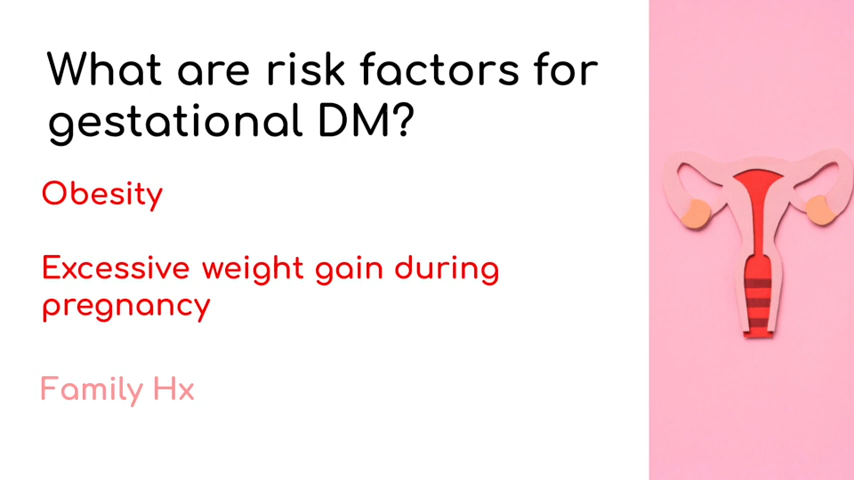 What are risk factors for
gestational DM?
Obesity
Excessive weight gain during
pregnancy
Family Hx